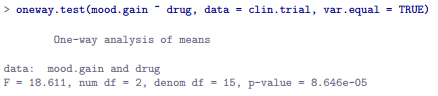 > oneway.test(mood.gain ~ drug, data = clin.trial, var.equal = TRUE)
One-way analysis of means
data: mood.gain and drug
F = 18.611, num df = 2, denom df = 15, p-value = 8.646e-05